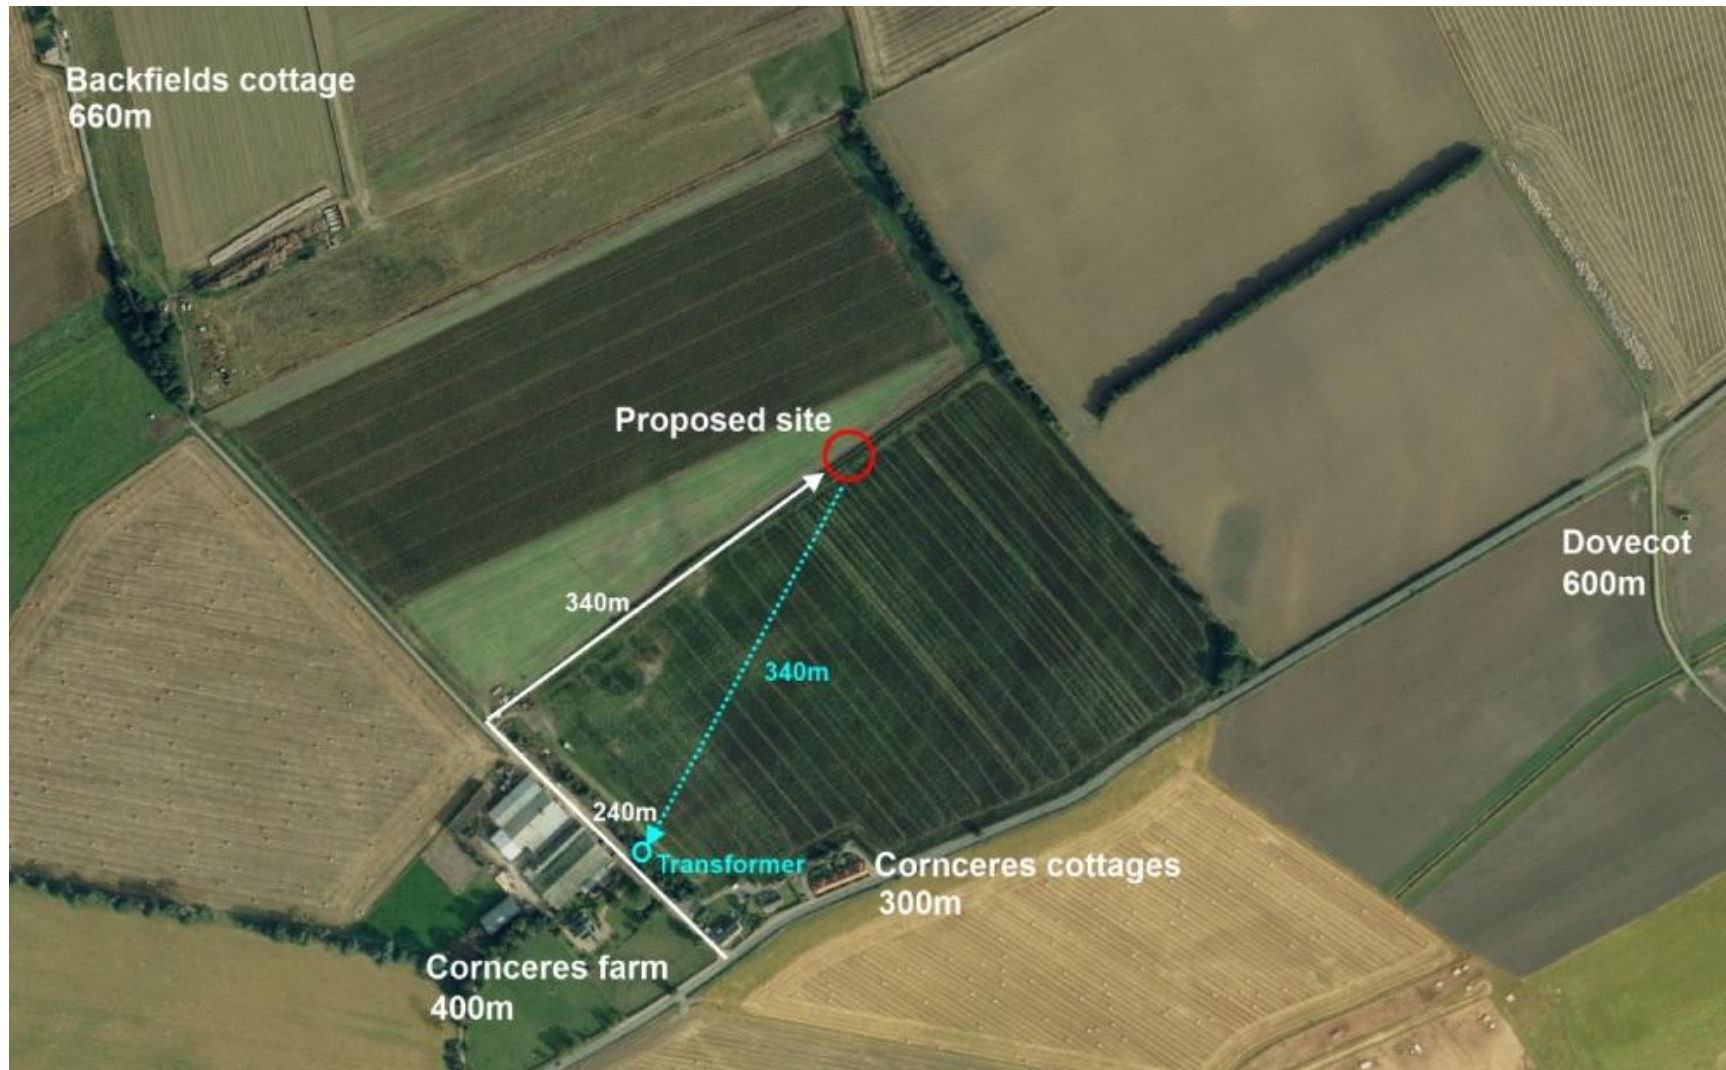 Backfields cottage
660m
Proposed site
340m
340m
Dovecot
600m
240m
Transformer
Cornceres cottages
300m
Cornceres farm
400m